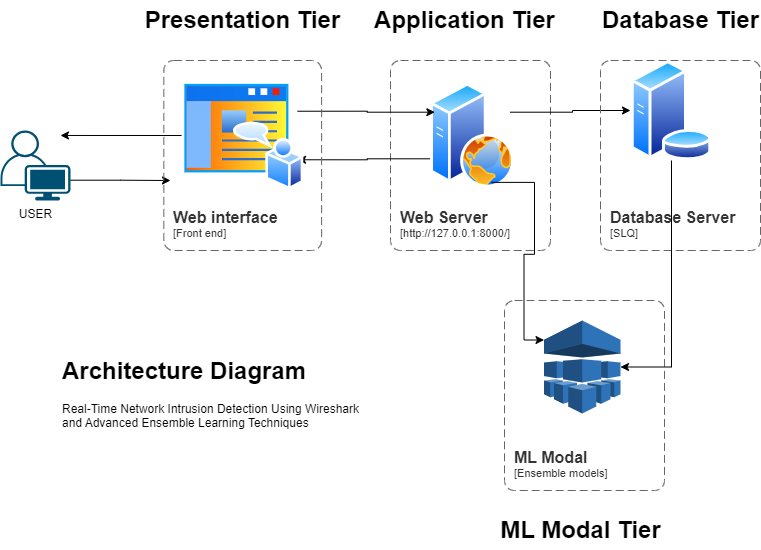 Presentation Tier
Application Tier
Database Tier
USER
Web interface
[Front end]
Web Server
[http://127.0.0.1:8000/]
Database Server
[SLQ]
Architecture Diagram
Real-Time Network Intrusion Detection Using Wireshark
and Advanced Ensemble Learning Techniques
ML Modal
[Ensemble models]
ML Modal Tier